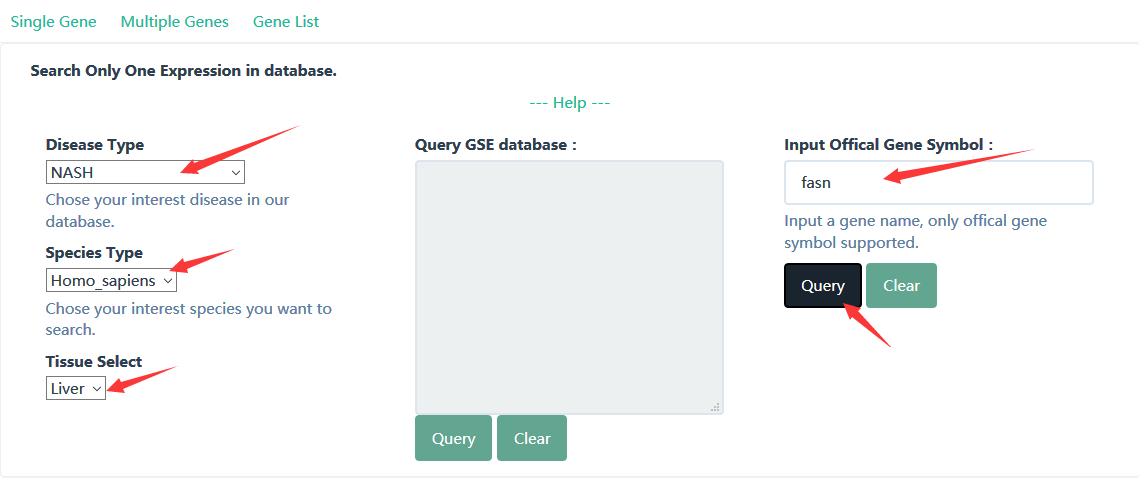 Single Gene Multiple Genes Gene List
Search Only One Expression in database.
--- Help ---
Disease Type
NASH
Chose your interest disease in our
database.
Species Type
Homo_sapiens
Chose your interest species you want to
search.
Tissue Select
Liver
Query GSE database :
Query Clear
Input Offical Gene Symbol :
fasn
Input a gene name, only offical gene
symbol supported.
Query Clear